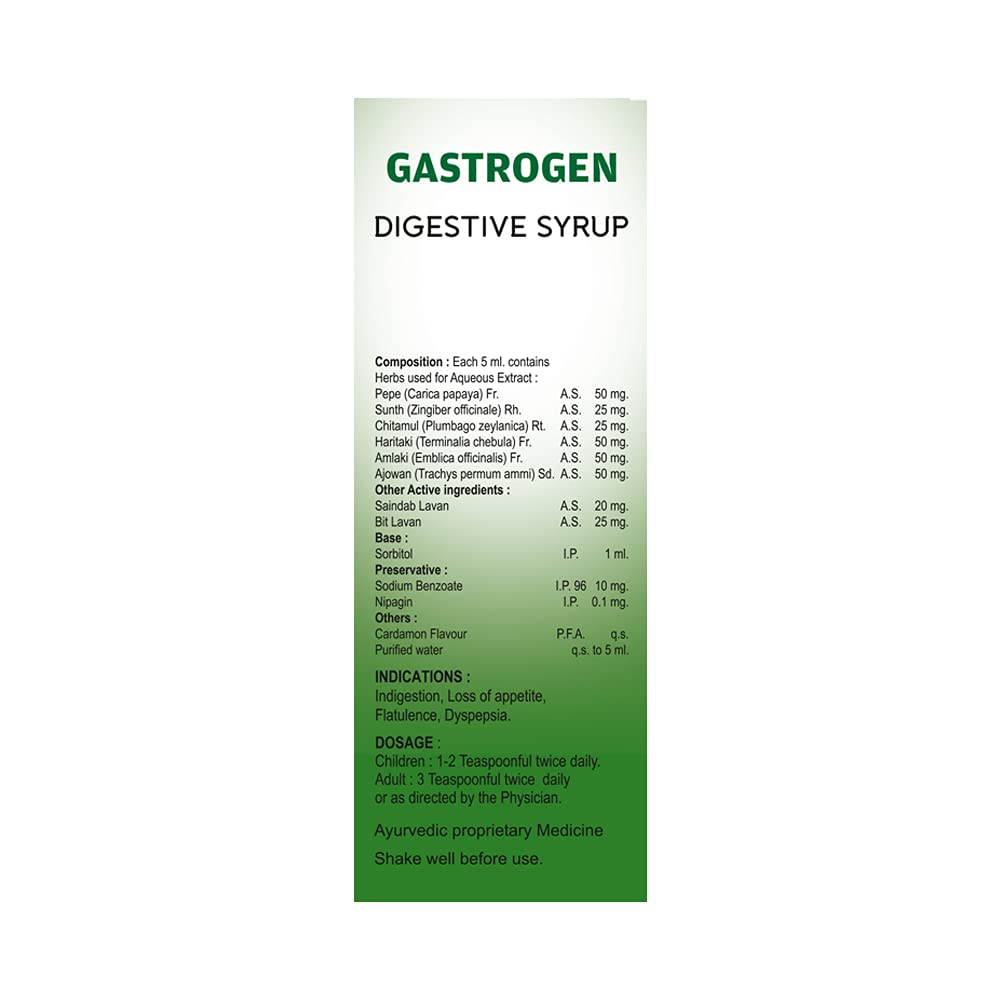 GASTROGEN
DIGESTIVE SYRUP
Composition : Each 5 ml. contains
Herbs used for Aqueous Extract :
Pepe (Carica papaya) Fr. A.S. 50 mg.
Sunth (Zingiber officinale) Rh. A.S. 25 mg.
Chitamul (Plumbago zeylanica) Rt. A.S. 25 mg.
Haritaki (Terminalia chebula) Fr. A.S. 50 mg.
Amlaki (Emblica officinalis) Fr. A.S. 50 mg.
Ajowan (Trachys permum ammi) Sd. A.S. 50 mg.
Other Active ingredients :
Saindab Lavan A.S. 20 mg.
Bit Lavan A.S. 25 mg.
Base :
Sorbitol I.P. 1 ml.
Preservative :
Sodium Benzoate I.P. 96 10 mg.
Nipagin I.P. 0.1 mg.
Others :
Cardamon Flavour P.F.A. q.s.
Purified water q.s. to 5 ml.
INDICATIONS :
Indigestion, Loss of appetite,
Flatulence, Dyspepsia.
DOSAGE :
Children : 1-2 Teaspoonful twice daily.
Adult : 3 Teaspoonful twice daily
or as directed by the Physician.
Ayurvedic proprietary Medicine
Shake well before use.